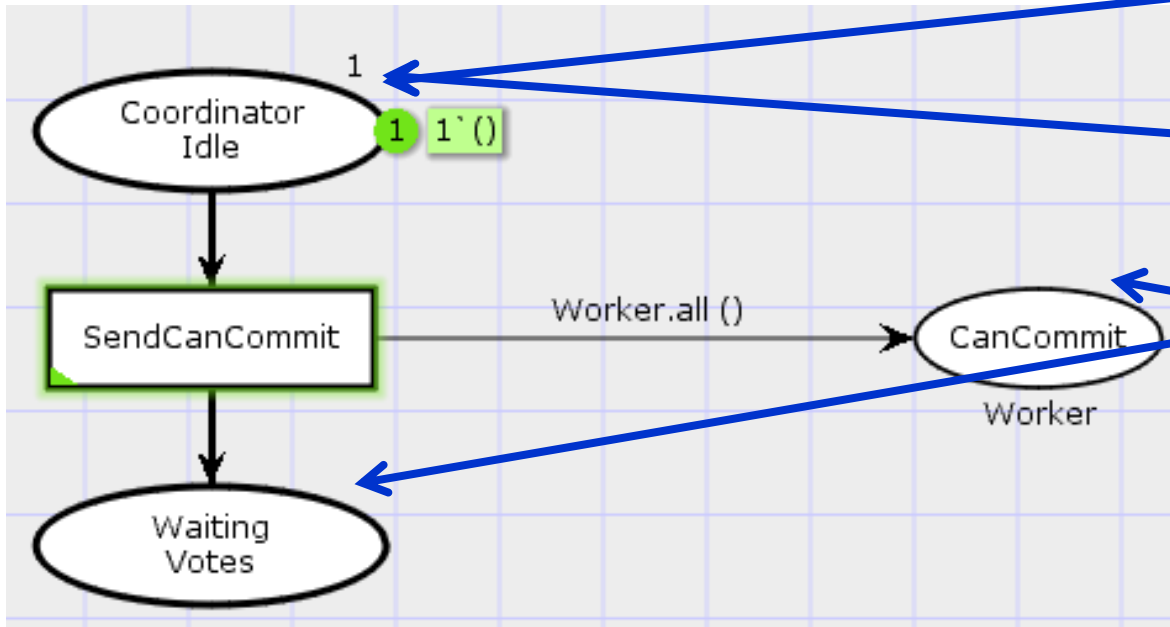 1
Coordinator
Idle
1
1`()
SendCanCommit
Worker.all ()
CanCommit
Worker
Waiting
Votes